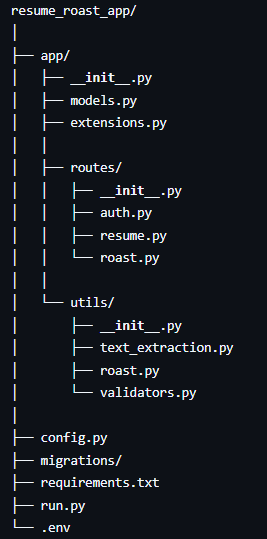 resume_roast_app/
│
├── app/
│   ├── __init__.py
│   ├── models.py
│   ├── extensions.py
│   │
│   ├── routes/
│   │   ├── __init__.py
│   │   ├── auth.py
│   │   ├── resume.py
│   │   └── roast.py
│   │
│   └── utils/
│       ├── __init__.py
│       ├── text_extraction.py
│       ├── roast.py
│       └── validators.py
│
├── config.py
├── migrations/
├── requirements.txt
├── run.py
└── .env